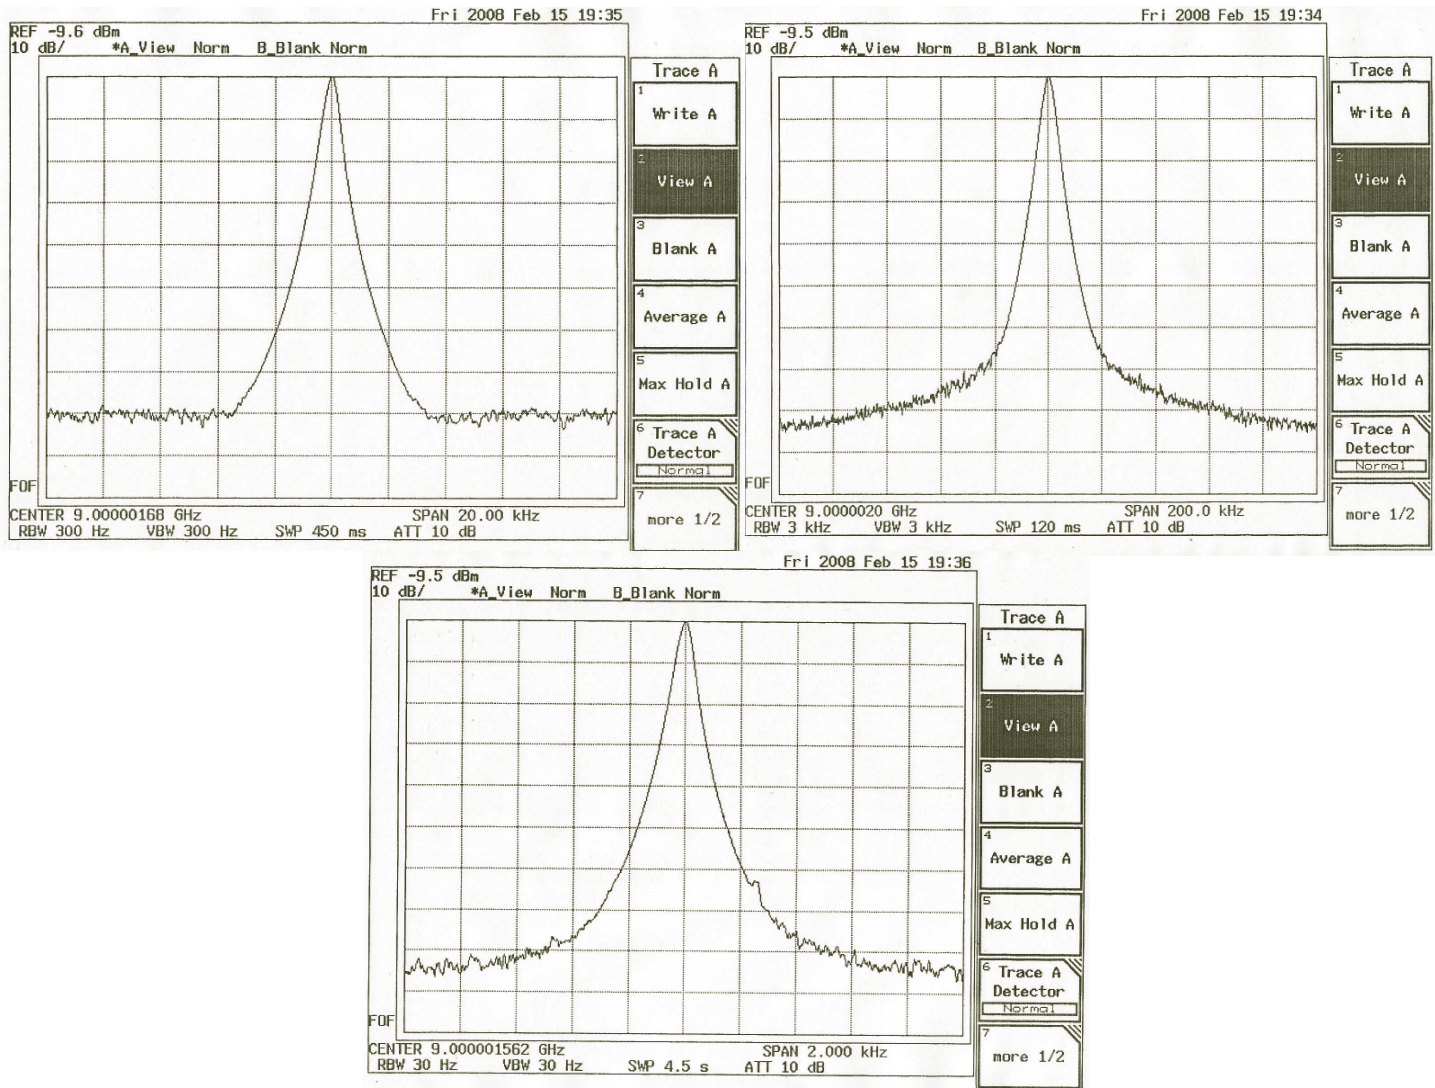 Fri 2008 Feb 15 19:35
REF -9.6 dBm
10 dB/ *A_View Norm B_Blank Norm
Trace A
1
Write A
2
View A
3
Blank A
4
Average A
5
Max Hold A
6 Trace A
Detector
Normal
7
more 1/2
FOF
CENTER 9.00000168 GHz SPAN 20.00 kHz
RBW 300 Hz VBW 300 Hz SWP 450 ms ATT 10 dB
Fri 2008 Feb 15 19:34
REF -9.5 dBm
10 dB/ *A_View Norm B_Blank Norm
Trace A
1
Write A
2
View A
3
Blank A
4
Average A
5
Max Hold A
6 Trace A
Detector
Normal
7
more 1/2
FOF
CENTER 9.0000020 GHz SPAN 200.0 kHz
RBW 3 kHz VBW 3 kHz SWP 120 ms ATT 10 dB
Fri 2008 Feb 15 19:36
REF -9.5 dBm
10 dB/ *A_View Norm B_Blank Norm
Trace A
1
Write A
2
View A
3
Blank A
4
Average A
5
Max Hold A
6 Trace A
Detector
Normal
7
more 1/2
FOF
CENTER 9.000001562 GHz SPAN 2.000 kHz
RBW 30 Hz VBW 30 Hz SWP 4.5 s ATT 10 dB